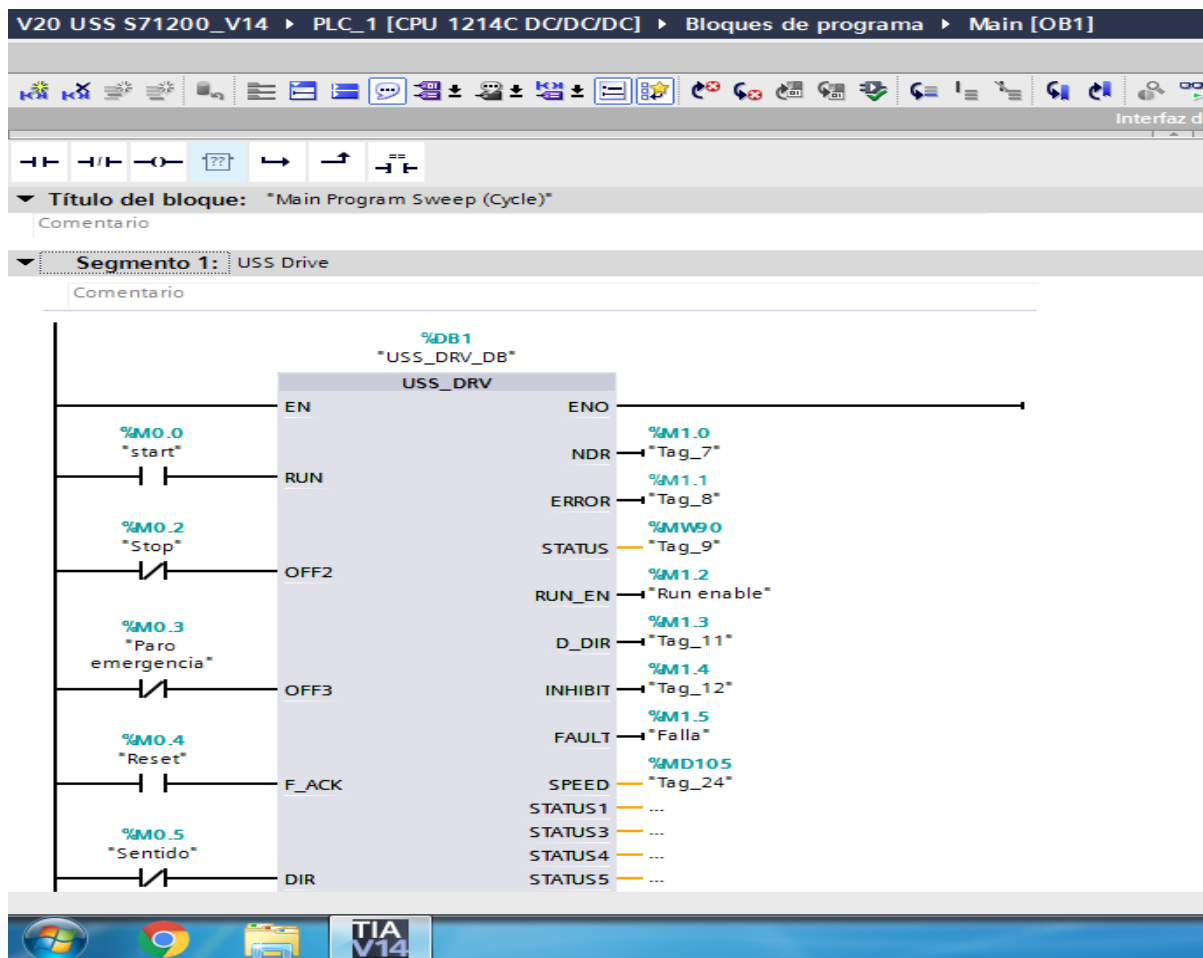 V20 USS S71200_V14 ▸ PLC_1 [CPU 1214C DC/DC/DC] ▸ Bloques de programa ▸ Main [OB1]
Interfaz d
??
==
Título del bloque: "Main Program Sweep (Cycle)"
Comentario
Segmento 1: USS Drive
Comentario
%DB1
"USS_DRV_DB"
USS_DRV
EN ENO
%M0.0 %M1.0
"start" NDR "Tag_7"
RUN %M1.1
ERROR "Tag_8"
%M0.2 %MW90
"Stop" STATUS "Tag_9"
OFF2 %M1.2
RUN_EN "Run enable"
%M0.3 %M1.3
"Paro D_DIR "Tag_11"
emergencia" %M1.4
OFF3 INHIBIT "Tag_12"
%M1.5
%M0.4 FAULT "Falla"
"Reset" %MD105
F_ACK SPEED "Tag_24"
STATUS1 ...
%M0.5 STATUS3 ...
"Sentido" STATUS4 ...
DIR STATUS5 ...
TIA
V14